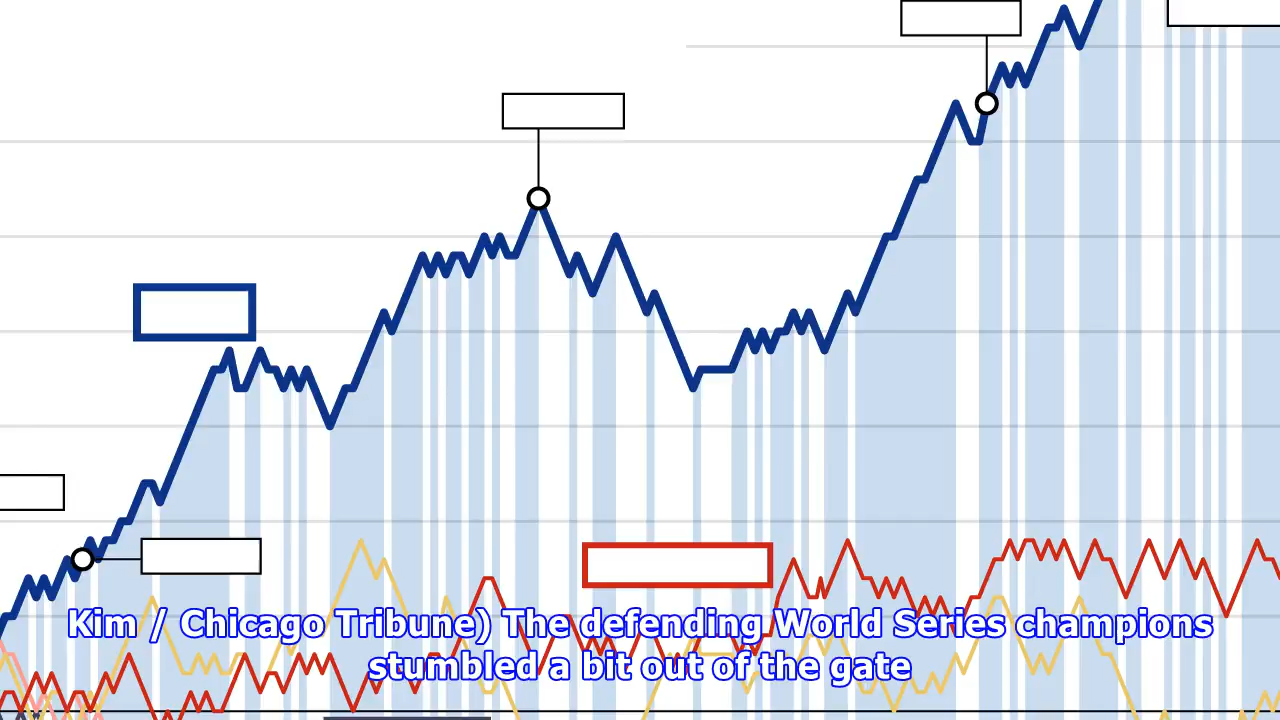 Kim / Chicago Tribune) The defending World Series champions
stumbled a bit out of the gate